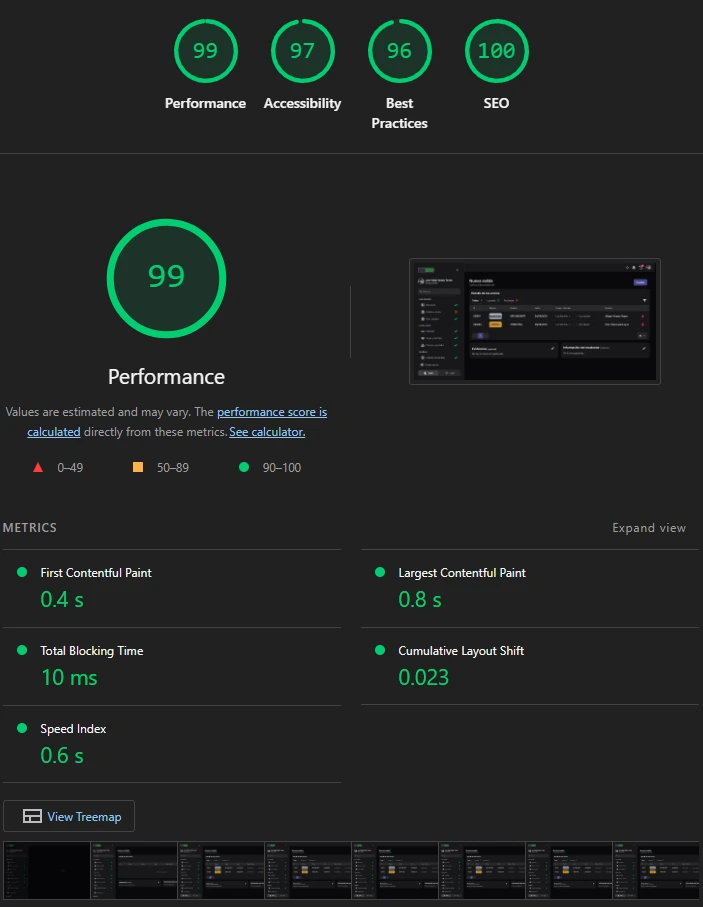 99
97
96
100
Performance
Accessibility
Best
Practices
SEO
99
Performance
Values are estimated and may vary. The performance score is
calculated directly from these metrics. See calculator.
0–49
50–89
90–100
METRICS
Expand view
First Contentful Paint
0.4 s
Largest Contentful Paint
0.8 s
Total Blocking Time
10 ms
Cumulative Layout Shift
0.023
Speed Index
0.6 s
View Treemap